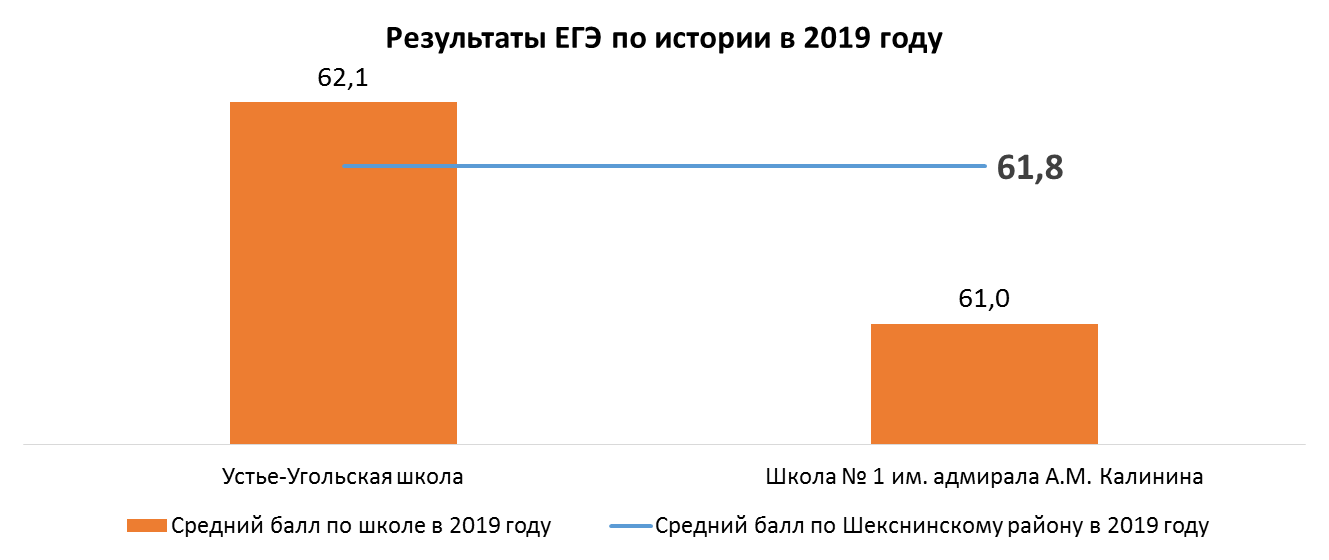 Результаты ЕГЭ по истории в 2019 году
62,1
61,8
61,0
Устье-Угольская школа
Школа № 1 им. адмирала А.М. Калинина
Средний балл по школе в 2019 году
Средний балл по Шекснинскому району в 2019 году